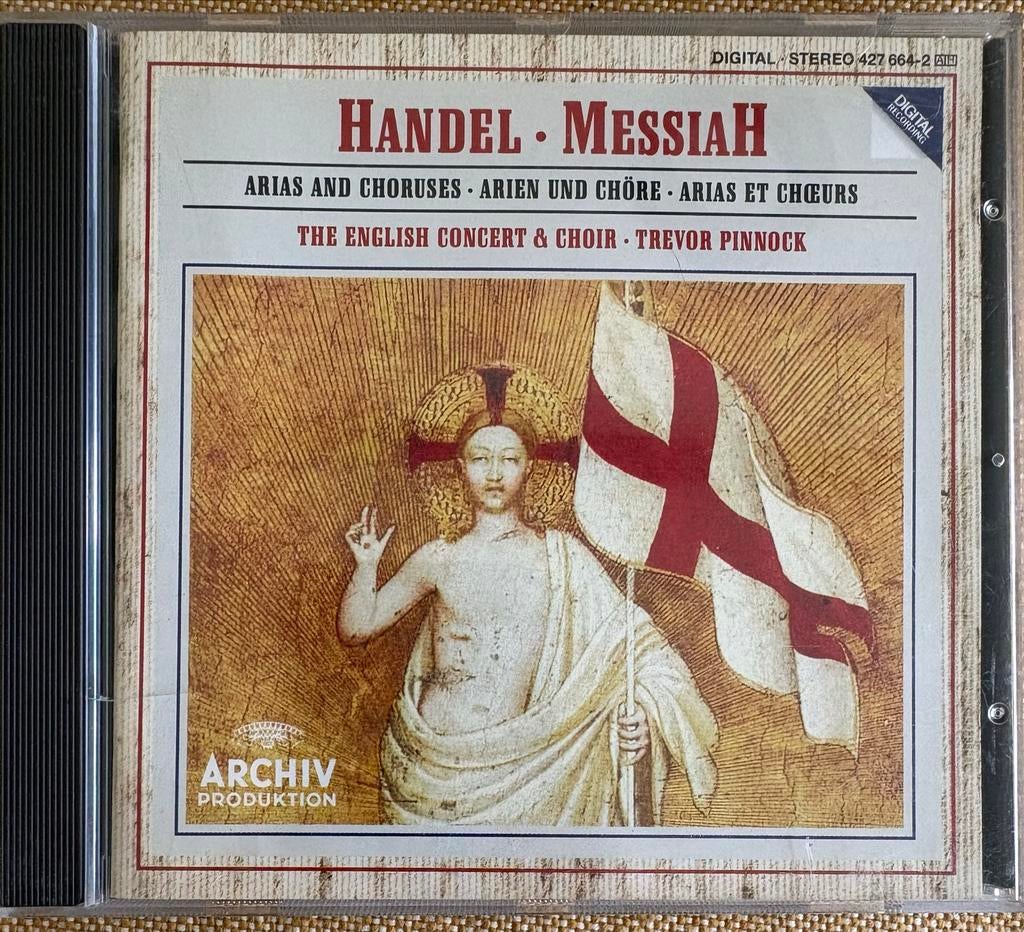 DIGITAL · STEREO 427 664-2 AH
DIGITAL
RECORDING
HANDEL · MESSIAH
ARIAS AND CHORUSES · ARIEN UND CHÖRE · ARIAS ET CHŒURS
THE ENGLISH CONCERT & CHOIR · TREVOR PINNOCK
ARCHIV
PRODUKTION